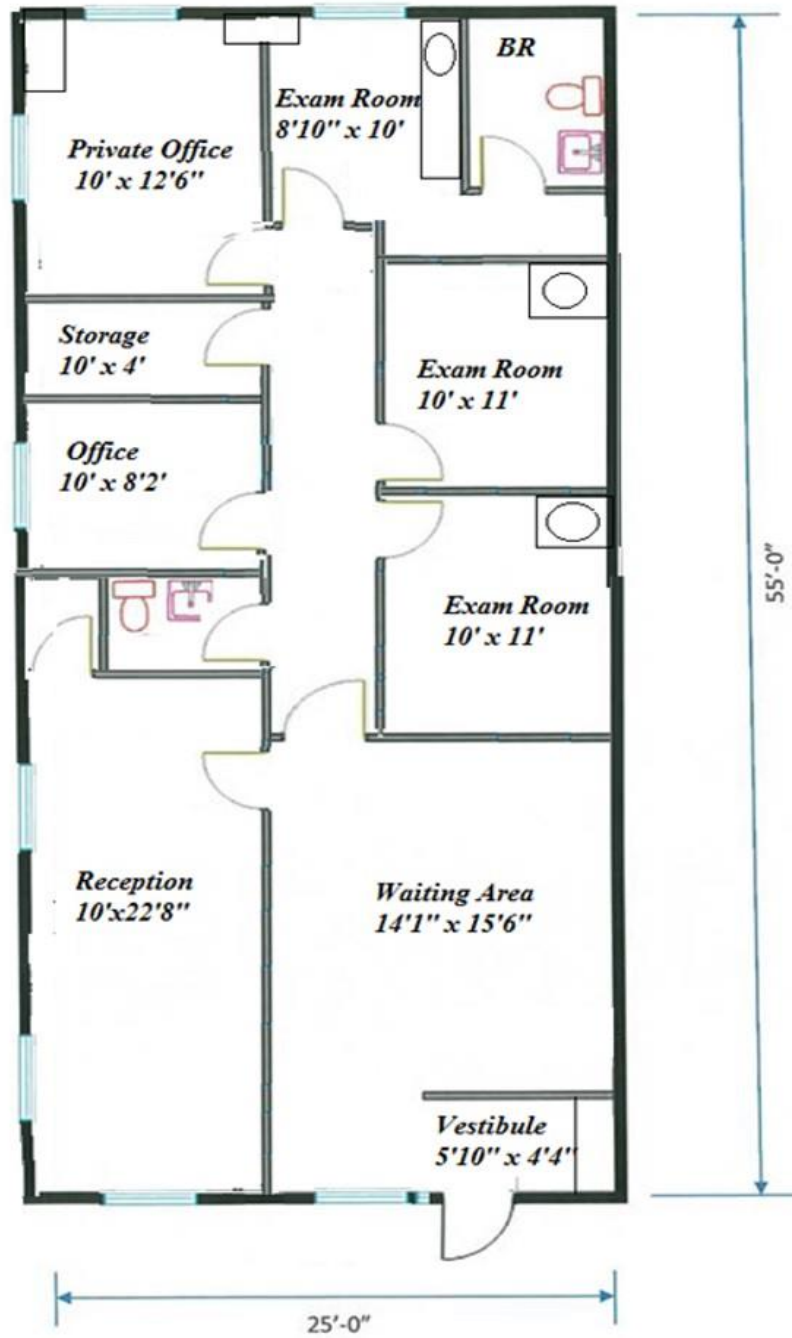 BR
Exam Room
8'10" x 10'
Private Office
10' x 12'6"
Storage
10' x 4'
Exam Room
10' x 11'
Office
10' x 8'2'
Exam Room
10' x 11'
55'-0"
Reception
10'x22'8"
Waiting Area
14'1" x 15'6"
Vestibule
5'10" x 4'4"
25'-0"